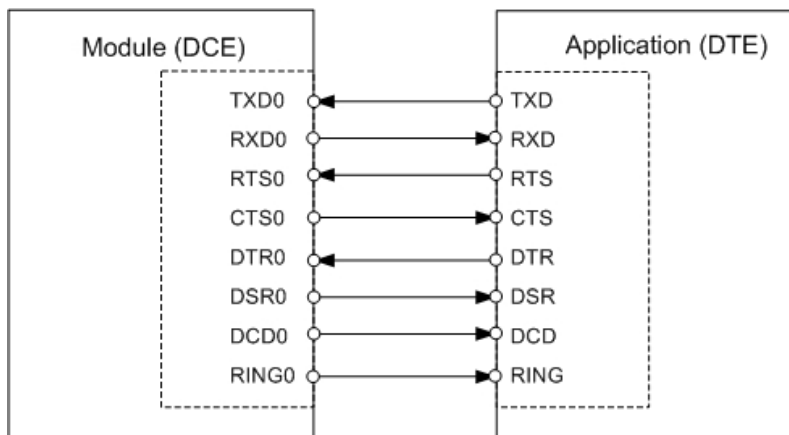 Module (DCE) Application (DTE)
TXD0 TXD
RXD0 RXD
RTS0 RTS
CTS0 CTS
DTR0 DTR
DSR0 DSR
DCD0 DCD
RING0 RING